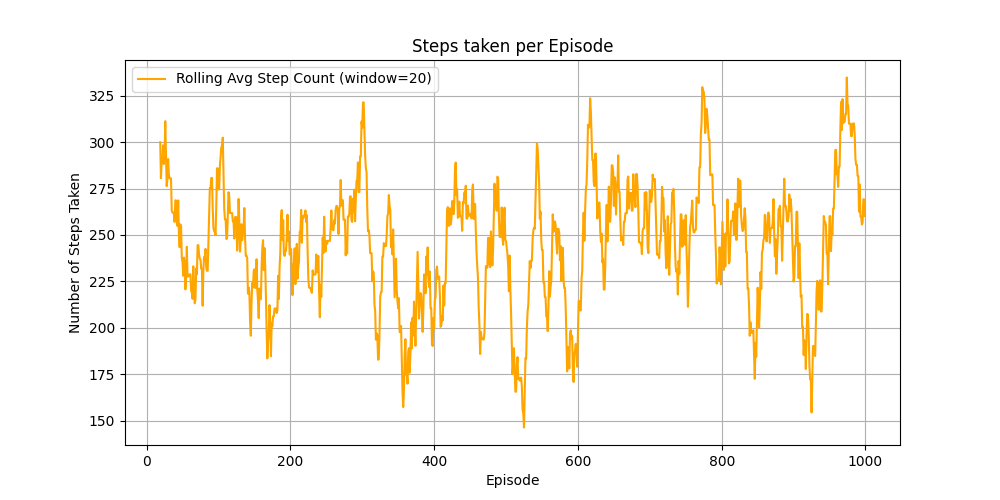 Steps taken per Episode
Rolling Avg Step Count (window=20)
Number of Steps Taken
325
300
275
250
225
200
175
150
0 200 400 600 800 1000
Episode